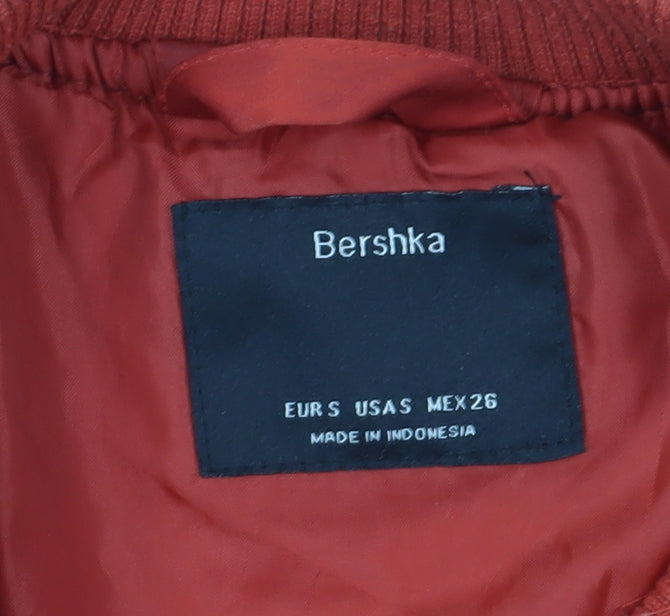 Bershka
EUR S USA S MEX 26
MADE IN INDONESIA